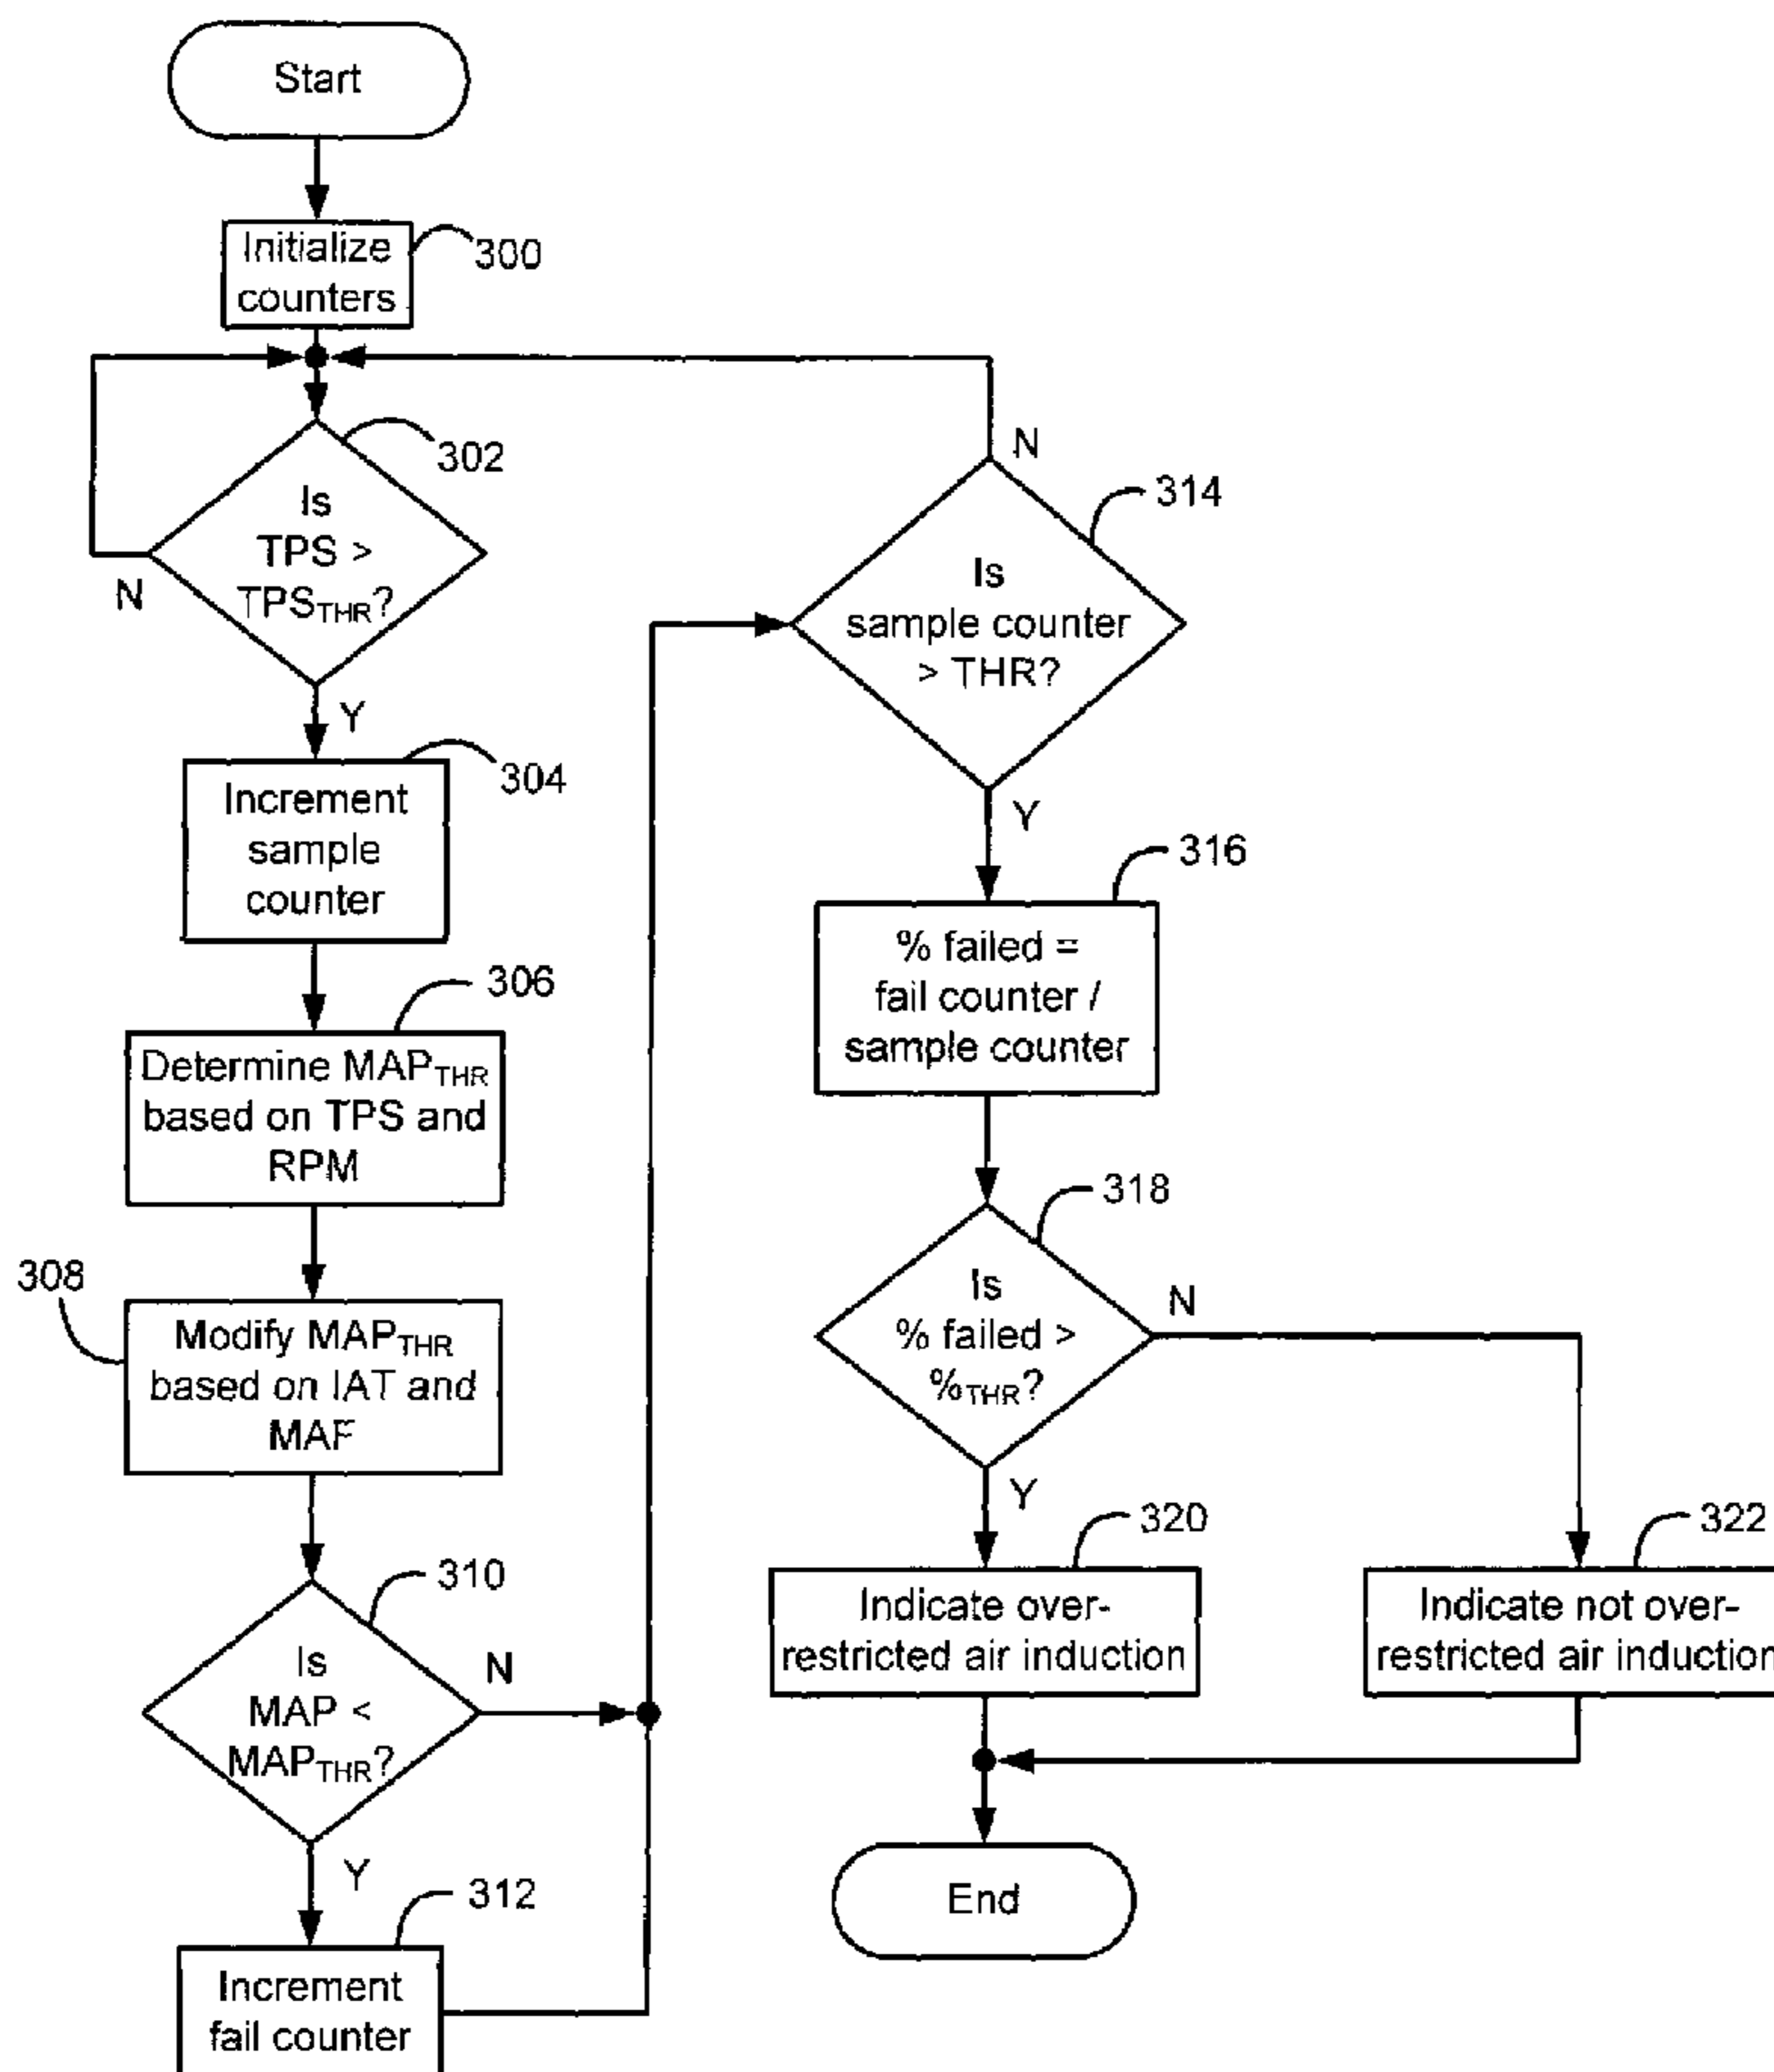 Start
Initialize
counters
300
302
Is
TPS >
TPSTHR?
N
Y
304
Increment
sample
counter
306
Determine MAPTHR
based on TPS and
RPM
308
Modify MAPTHR
based on IAT and
MAF
310
Is
MAP <
MAPTHR?
N
Y
312
Increment
fail counter
N
314
Is
sample counter
> THR?
Y
316
% failed =
fail counter /
sample counter
318
Is
% failed >
%THR?
N
Y
320
Indicate over-
restricted air induction
322
Indicate not over-
restricted air induction
End